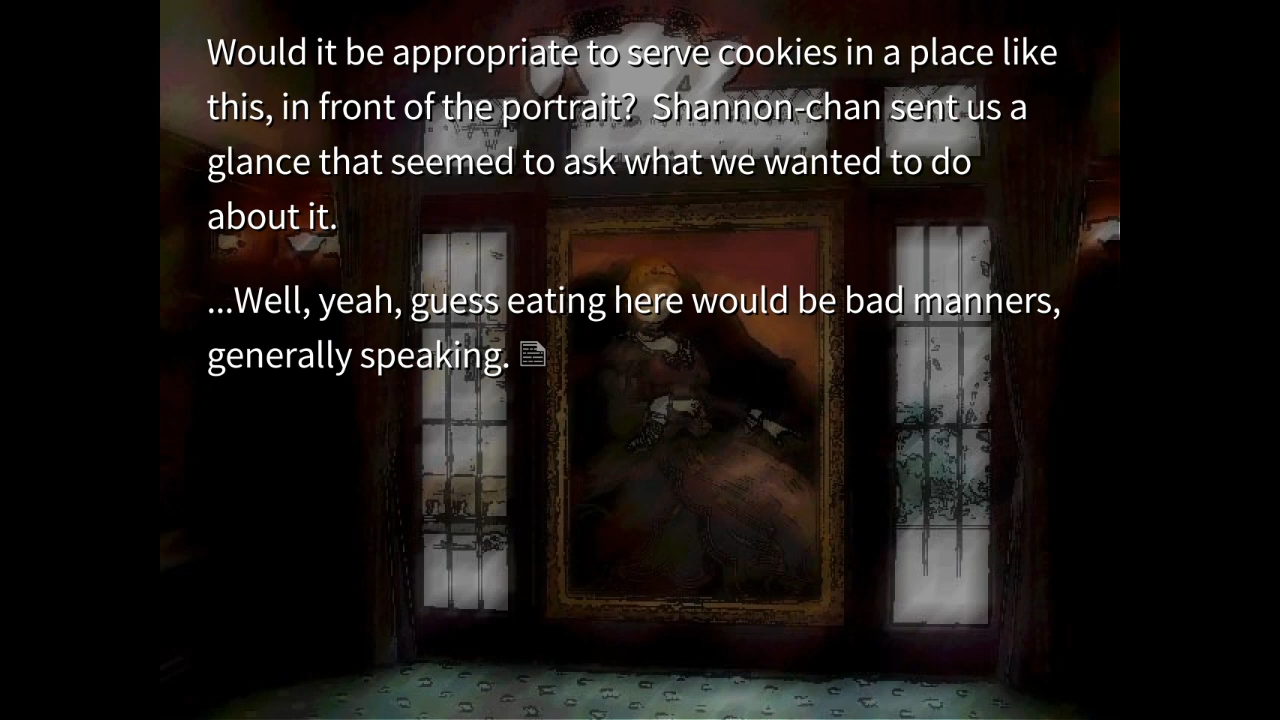 Would it be appropriate to serve cookies in a place like
this, in front of the portrait?  Shannon-chan sent us a
glance that seemed to ask what we wanted to do
about it.
...Well, yeah, guess eating here would be bad manners,
generally speaking.